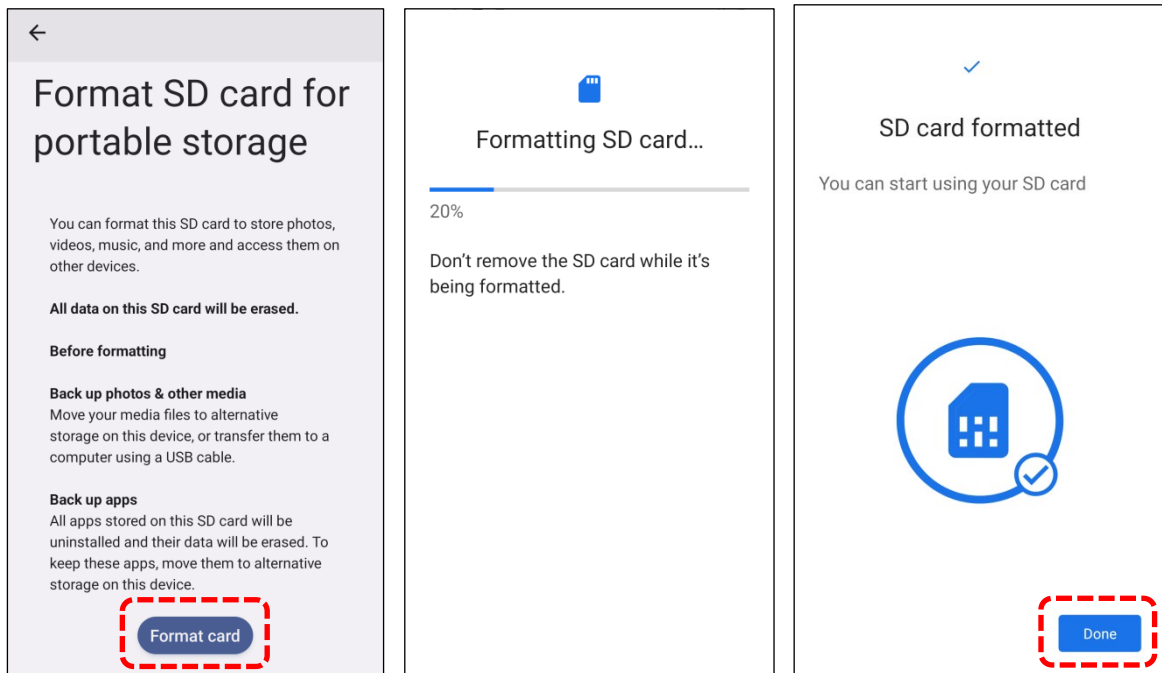 Format SD card for
portable storage
You can format this SD card to store photos,
videos, music, and more and access them on
other devices.
All data on this SD card will be erased.
Before formatting
Back up photos & other media
Move your media files to alternative
storage on this device, or transfer them to a
computer using a USB cable.
Back up apps
All apps stored on this SD card will be
uninstalled and their data will be erased. To
keep these apps, move them to alternative
storage on this device.
Format card
Formatting SD card…
20%
Don’t remove the SD card while it’s
being formatted.
SD card formatted
You can start using your SD card
Done